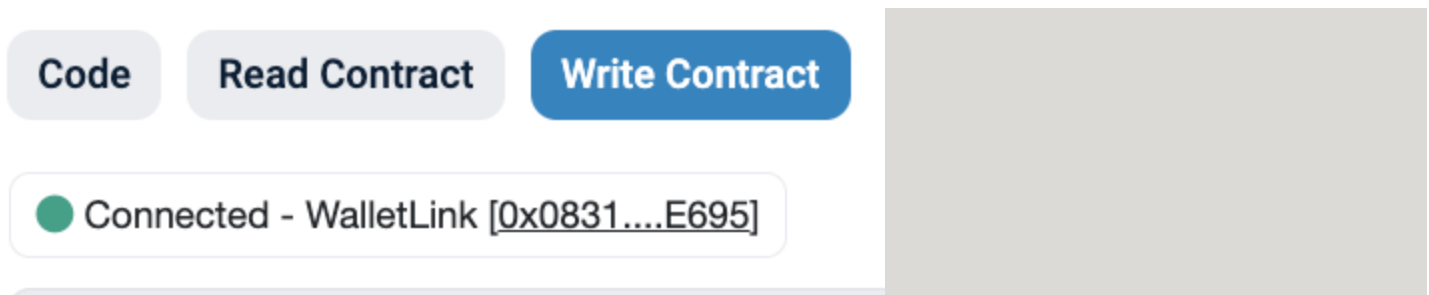 Code Read Contract Write Contract
Connected - WalletLink [0x0831....E695]